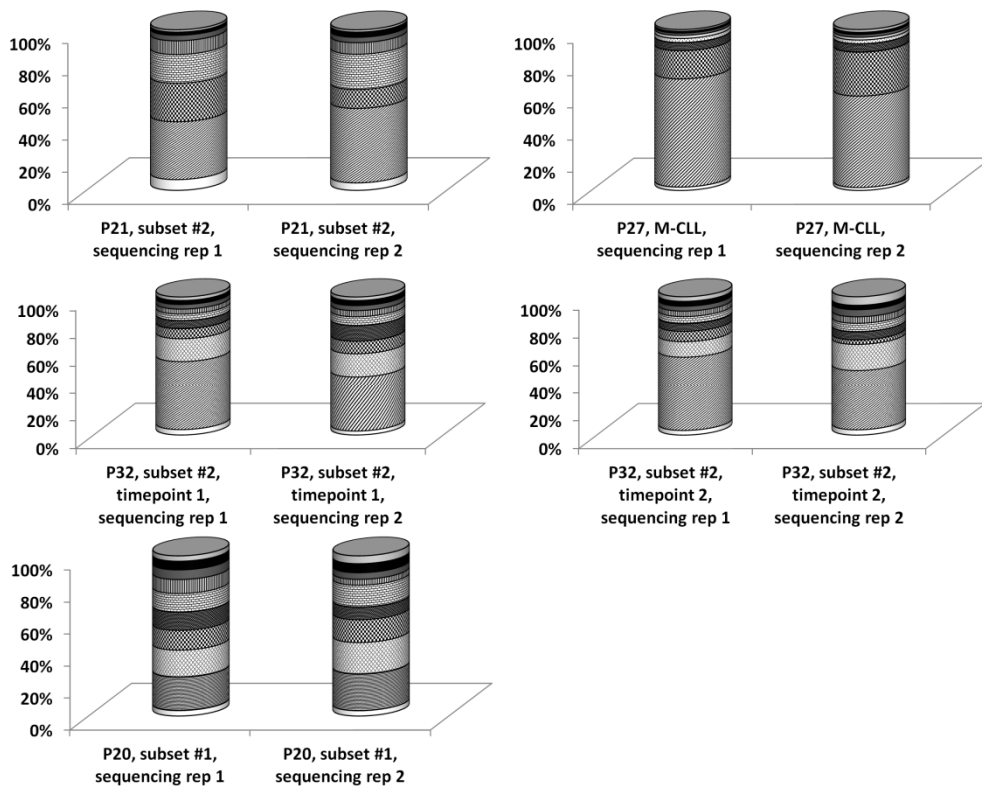 100%
80%
60%
40%
20%
0%
P21, subset #2,
sequencing rep 1
P21, subset #2,
sequencing rep 2
100%
80%
60%
40%
20%
0%
P27, M-CLL,
sequencing rep 1
P27, M-CLL,
sequencing rep 2
100%
80%
60%
40%
20%
0%
P32, subset #2,
timepoint 1,
sequencing rep 1
P32, subset #2,
timepoint 1,
sequencing rep 2
100%
80%
60%
40%
20%
0%
P32, subset #2,
timepoint 2,
sequencing rep 1
P32, subset #2,
timepoint 2,
sequencing rep 2
100%
80%
60%
40%
20%
0%
P20, subset #1,
sequencing rep 1
P20, subset #1,
sequencing rep 2